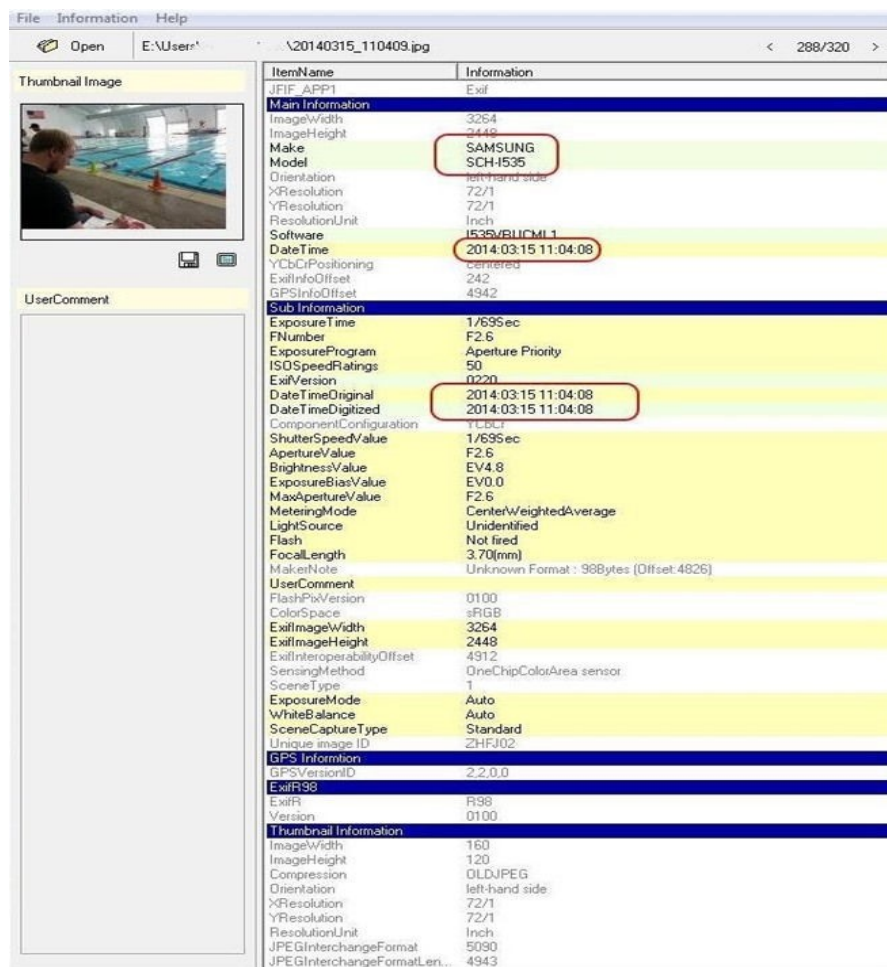 File Information Help
Open E:\Users\ \20140315_110409.jpg < 288/320 >
Thumbnail Image
UserComment
ItemName Information
JFIF_APP1 Exif
Main Information
ImageWidth 3264
ImageHeight 2448
Make SAMSUNG
Model SCH-I535
Orientation left-hand side
XResolution 72/1
YResolution 72/1
ResolutionUnit Inch
Software I535VRUCML1
DateTime 2014:03:15 11:04:08
YCbCrPositioning centered
ExifInfoOffset 242
GPSInfoOffset 4942
Sub Information
ExposureTime 1/69Sec
FNumber F2.6
ExposureProgram Aperture Priority
ISOSpeedRatings 50
ExifVersion 0220
DateTimeOriginal 2014:03:15 11:04:08
DateTimeDigitized 2014:03:15 11:04:08
ComponentConfiguration YCbCr
ShutterSpeedValue 1/69Sec
ApertureValue F2.6
BrightnessValue EV4.8
ExposureBiasValue EV0.0
MaxApertureValue F2.6
MeteringMode CenterWeightedAverage
LightSource Unidentified
Flash Not fired
FocalLength 3.70(mm)
MakerNote Unknown Format : 98Bytes (Offset:4826)
UserComment
FlashPixVersion 0100
ColorSpace sRGB
ExifImageWidth 3264
ExifImageHeight 2448
ExifInteroperabilityOffset 4912
SensingMethod OneChipColorArea sensor
SceneType 1
ExposureMode Auto
WhiteBalance Auto
SceneCaptureType Standard
Unique image ID ZHFJ02
GPS Informtion
GPSVersionID 2,2,0,0
ExifR98
ExifR R98
Version 0100
Thumbnail Information
ImageWidth 160
ImageHeight 120
Compression OLDJPEG
Orientation left-hand side
XResolution 72/1
YResolution 72/1
ResolutionUnit Inch
JPEGInterchangeFormat 5090
JPEGInterchangeFormatLen... 4943